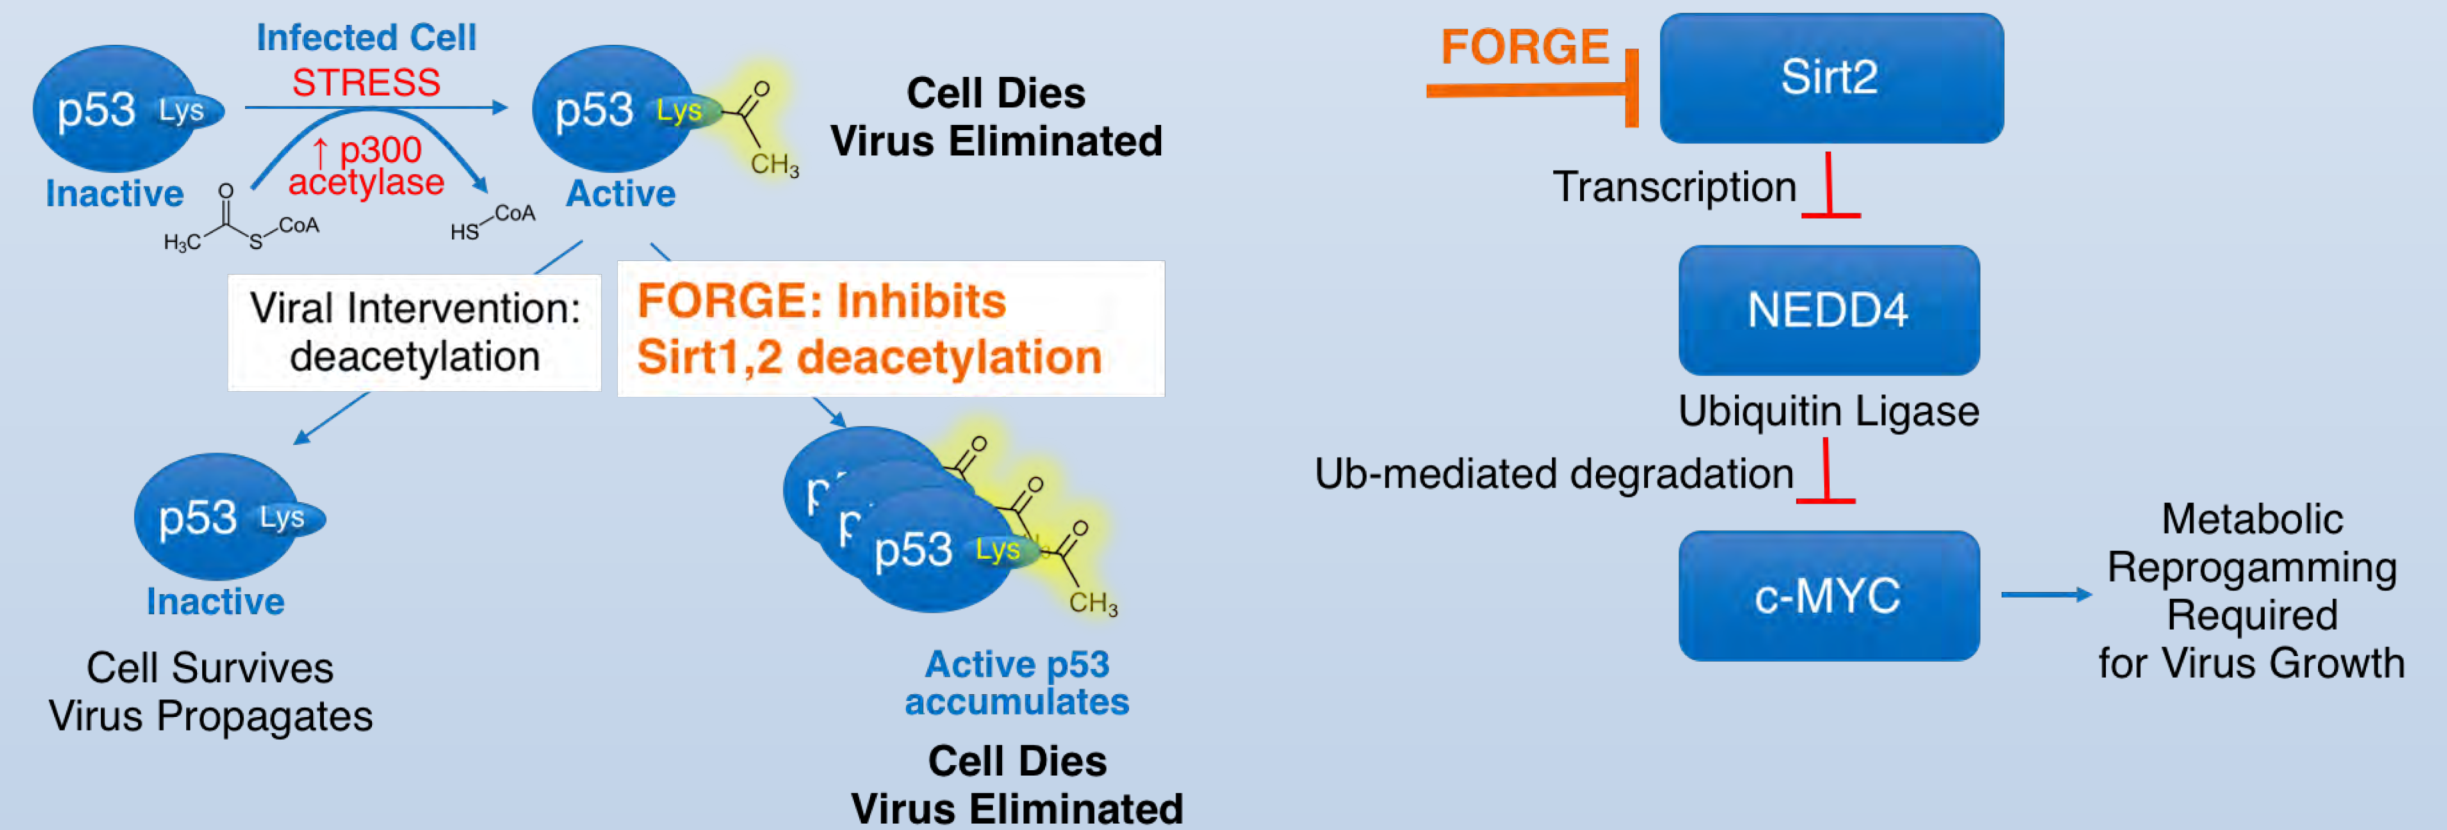 Infected Cell
STRESS
p53 Lys
↑ p300
acetylase
Inactive
O
H₃C
S
CoA
HS
CoA
p53 Lys
O
CH₃
Active
Cell Dies
Virus Eliminated
Viral Intervention:
deacetylation
FORGE: Inhibits
Sirt1,2 deacetylation
p53 Lys
Inactive
Cell Survives
Virus Propagates
O
O
O
p
p
p53 Lys
CH₃
Active p53
accumulates
Cell Dies
Virus Eliminated
FORGE
Sirt2
Transcription
NEDD4
Ubiquitin Ligase
Ub-mediated degradation
c-MYC
Metabolic
Reprogamming
Required
for Virus Growth